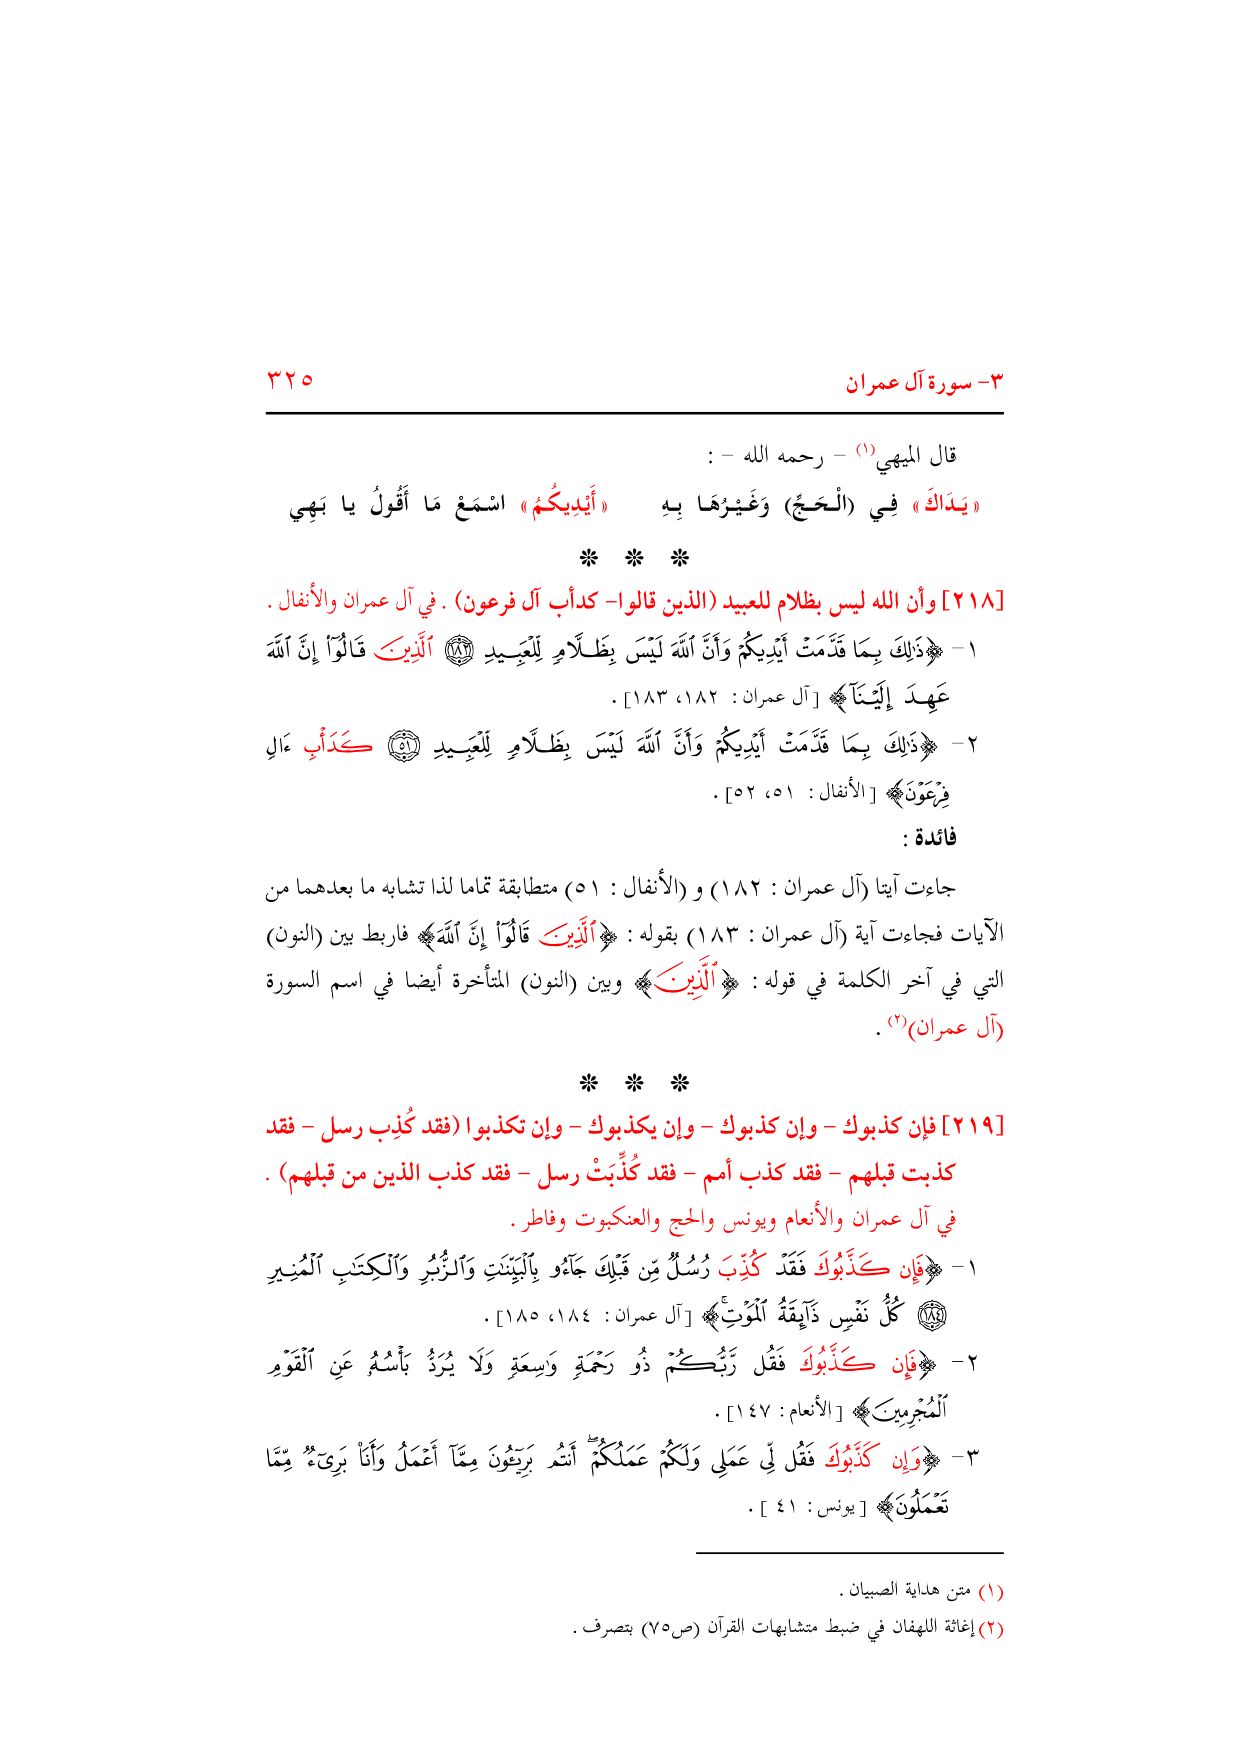 ٣- سورة آل عمران ٣٢٥
قال الميهي(١) – رحمه الله – :
«يَدَاكَ» فِي (الْحَجِّ) وَغَيْرُهَا بِهِ «أَيْدِيكُمُ» اسْمَعْ مَا أَقُولُ يا بَهِي
❊ ❊ ❊
[٢١٨] وأن الله ليس بظلام للعبيد (الذين قالوا- كدأب آل فرعون) . في آل عمران والأنفال .
١- ﴿ذَٰلِكَ بِمَا قَدَّمَتْ أَيْدِيكُمْ وَأَنَّ ٱللَّهَ لَيْسَ بِظَلَّامٍ لِّلْعَبِيدِ ۝١٨٢ ٱلَّذِينَ قَالُوٓاْ إِنَّ ٱللَّهَ
عَهِدَ إِلَيْنَآ﴾ [آل عمران : ١٨٢، ١٨٣] .
٢- ﴿ذَٰلِكَ بِمَا قَدَّمَتْ أَيْدِيكُمْ وَأَنَّ ٱللَّهَ لَيْسَ بِظَلَّامٍ لِّلْعَبِيدِ ۝٥١ كَدَأْبِ ءَالِ
فِرْعَوْنَ﴾ [الأنفال : ٥١، ٥٢] .
فائدة :
جاءت آيتا (آل عمران : ١٨٢) و (الأنفال : ٥١) متطابقة تماما لذا تشابه ما بعدهما من
الآيات فجاءت آية (آل عمران : ١٨٣) بقوله : ﴿ٱلَّذِينَ قَالُوٓاْ إِنَّ ٱللَّهَ﴾ فاربط بين (النون)
التي في آخر الكلمة في قوله : ﴿ٱلَّذِينَ﴾ وبين (النون) المتأخرة أيضا في اسم السورة
(آل عمران)(٢) .
❊ ❊ ❊
[٢١٩] فإن كذبوك – وإن كذبوك – وإن يكذبوك – وإن تكذبوا (فقد كُذِب رسل – فقد
كذبت قبلهم – فقد كذب أمم – فقد كُذِّبَتْ رسل – فقد كذب الذين من قبلهم) .
في آل عمران والأنعام ويونس والحج والعنكبوت وفاطر .
١- ﴿فَإِن كَذَّبُوكَ فَقَدْ كُذِّبَ رُسُلٌ مِّن قَبْلِكَ جَآءُو بِٱلْبَيِّنَٰتِ وَٱلزُّبُرِ وَٱلْكِتَٰبِ ٱلْمُنِيرِ
۝١٨٤ كُلُّ نَفْسٍ ذَآئِقَةُ ٱلْمَوْتِۗ﴾ [آل عمران : ١٨٤، ١٨٥] .
٢- ﴿فَإِن كَذَّبُوكَ فَقُل رَّبُّكُمْ ذُو رَحْمَةٍ وَٰسِعَةٍ وَلَا يُرَدُّ بَأْسُهُۥ عَنِ ٱلْقَوْمِ
ٱلْمُجْرِمِينَ﴾ [الأنعام : ١٤٧] .
٣- ﴿وَإِن كَذَّبُوكَ فَقُل لِّى عَمَلِى وَلَكُمْ عَمَلُكُمْۖ أَنتُم بَرِيٓـُٔونَ مِمَّآ أَعْمَلُ وَأَنَا۠ بَرِىٓءٌ مِّمَّا
تَعْمَلُونَ﴾ [يونس : ٤١] .
(١) متن هداية الصبيان .
(٢) إغاثة اللهفان في ضبط متشابهات القرآن (ص٧٥) بتصرف .